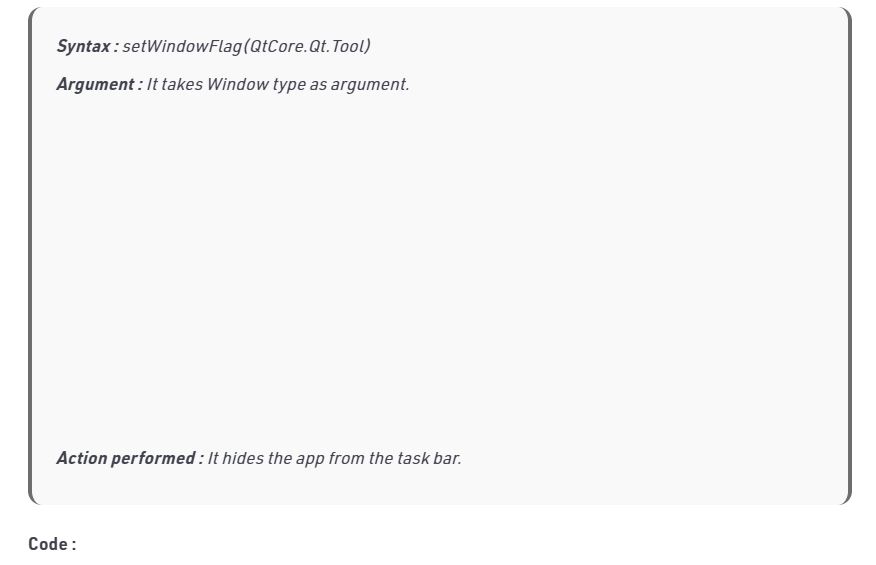 Syntax : setWindowFlag(QtCore.Qt.Tool)
Argument : It takes Window type as argument.
Action performed : It hides the app from the task bar.
Code :